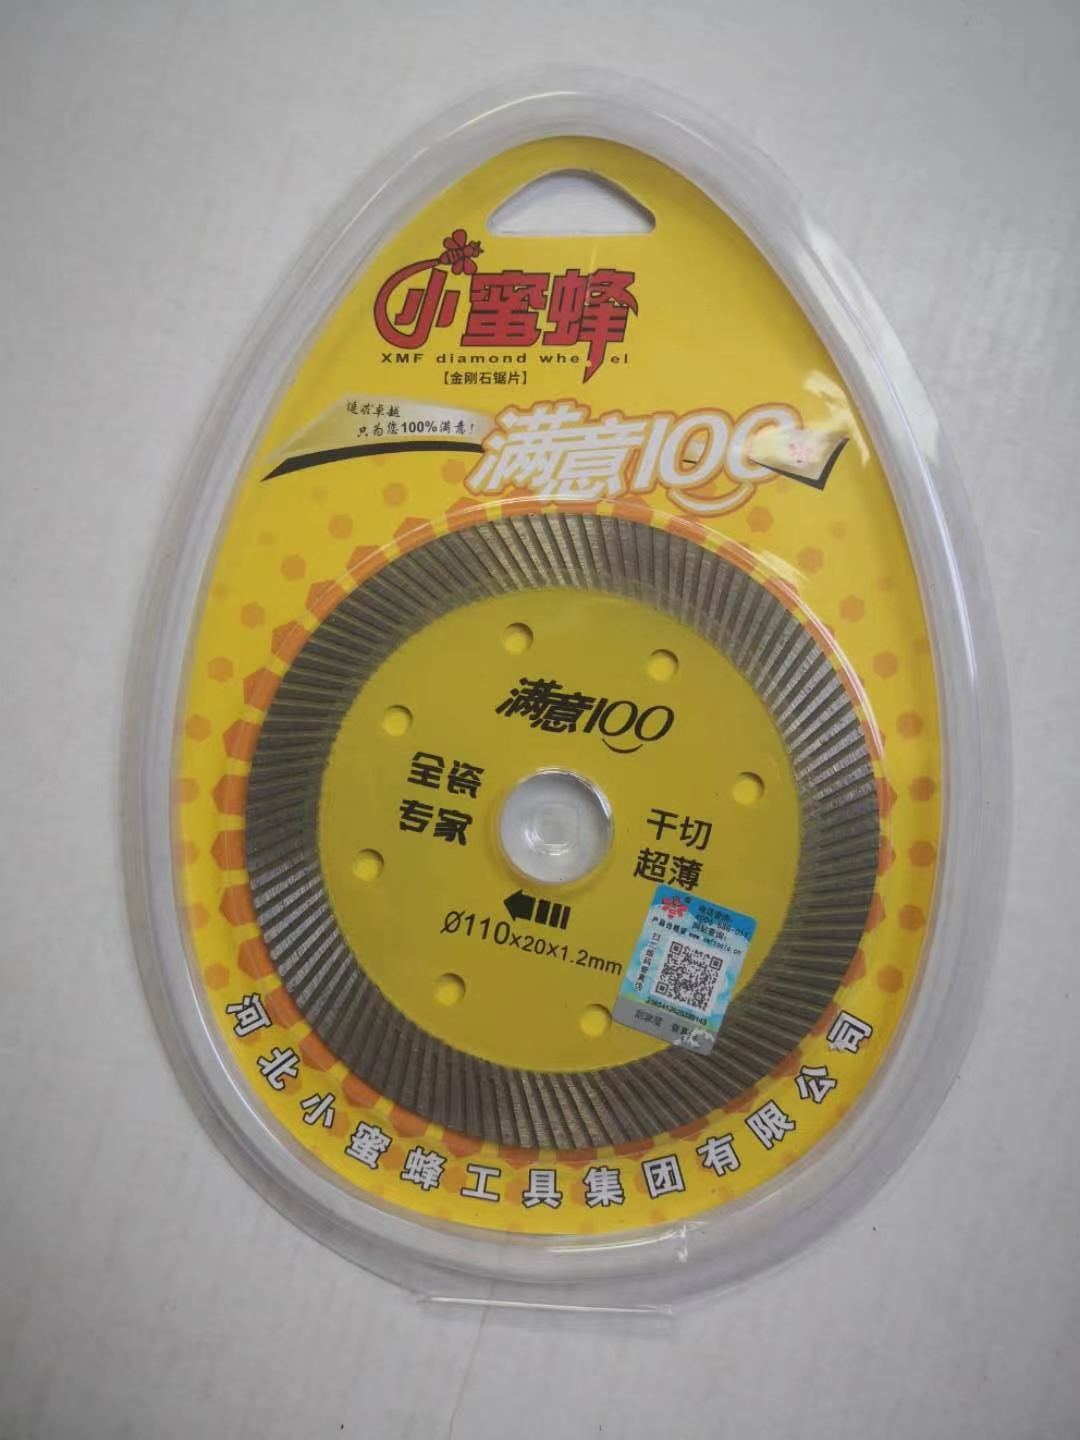 小蜜蜂
XMF diamond wheel
【金刚石锯片】
追求卓越
只为您100%满意!
满意100
满意100
全瓷
专家
干切
超薄
Ø110x20x1.2mm
河北小蜜蜂工具集团有限公司